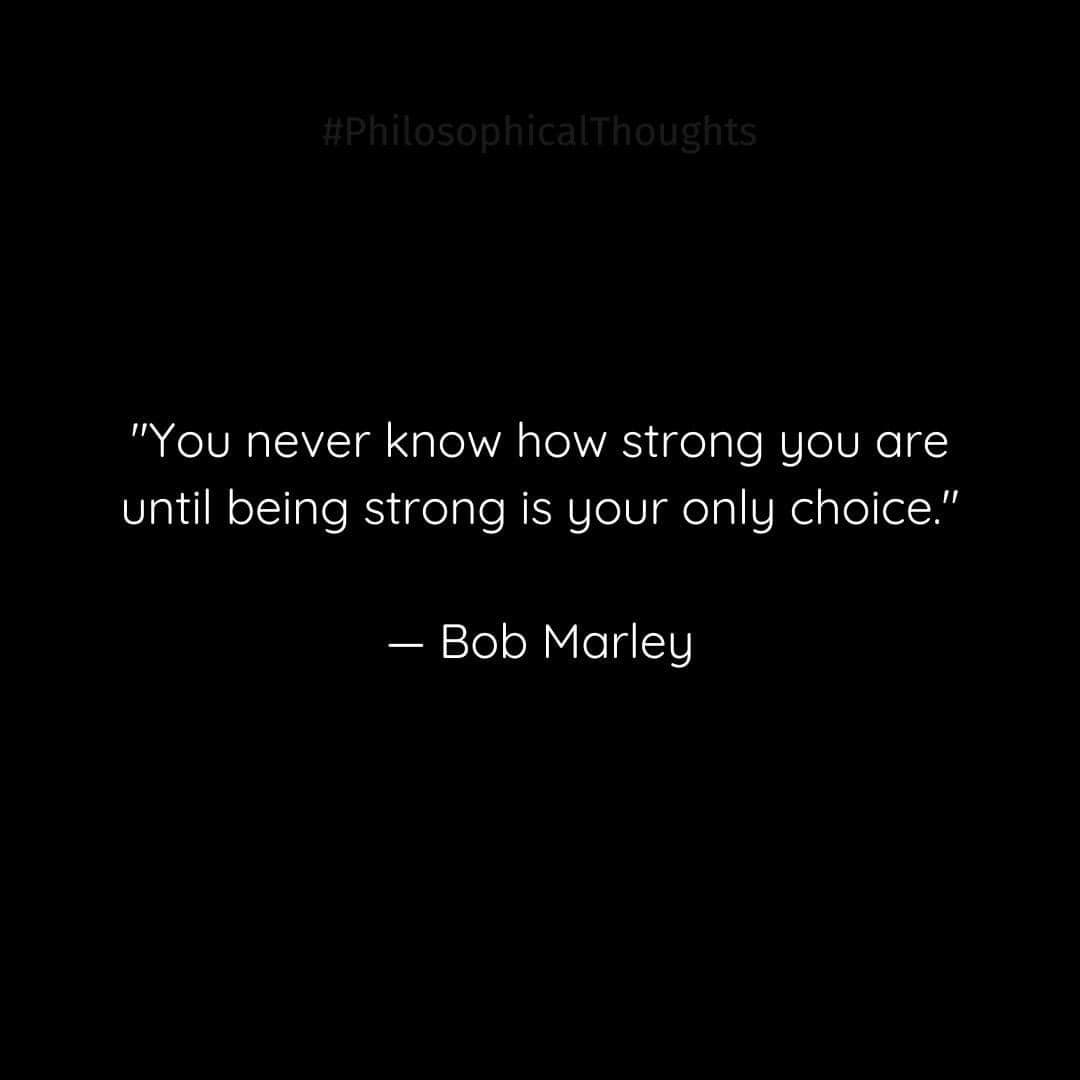 #PhilosophicalThoughts
"You never know how strong you are
until being strong is your only choice."
— Bob Marley